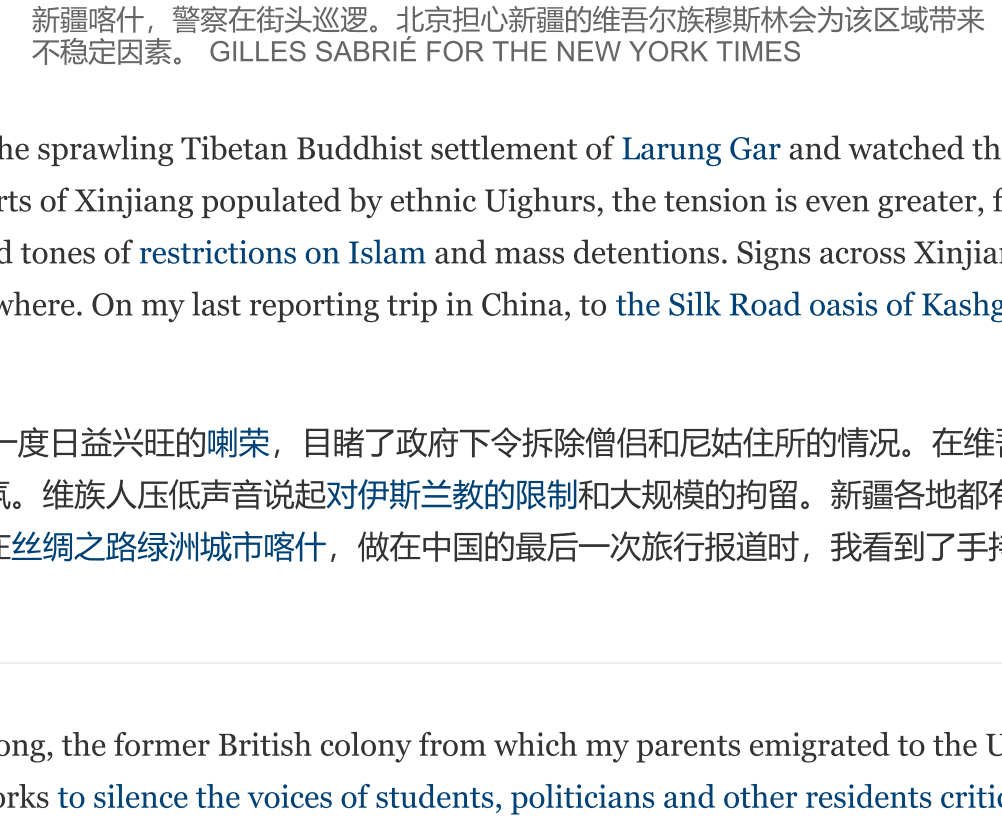 新疆喀什，警察在街头巡逻。北京担心新疆的维吾尔族穆斯林会为该区域带来
不稳定因素。 GILLES SABRIÉ FOR THE NEW YORK TIMES
he sprawling Tibetan Buddhist settlement of Larung Gar and watched th
rts of Xinjiang populated by ethnic Uighurs, the tension is even greater, f
d tones of restrictions on Islam and mass detentions. Signs across Xinjia
where. On my last reporting trip in China, to the Silk Road oasis of Kashg
一度日益兴旺的喇荣，目睹了政府下令拆除僧侣和尼姑住所的情况。在维吾
氛。维族人压低声音说起对伊斯兰教的限制和大规模的拘留。新疆各地都有
在丝绸之路绿洲城市喀什，做在中国的最后一次旅行报道时，我看到了手持
ong, the former British colony from which my parents emigrated to the U
orks to silence the voices of students, politicians and other residents critic